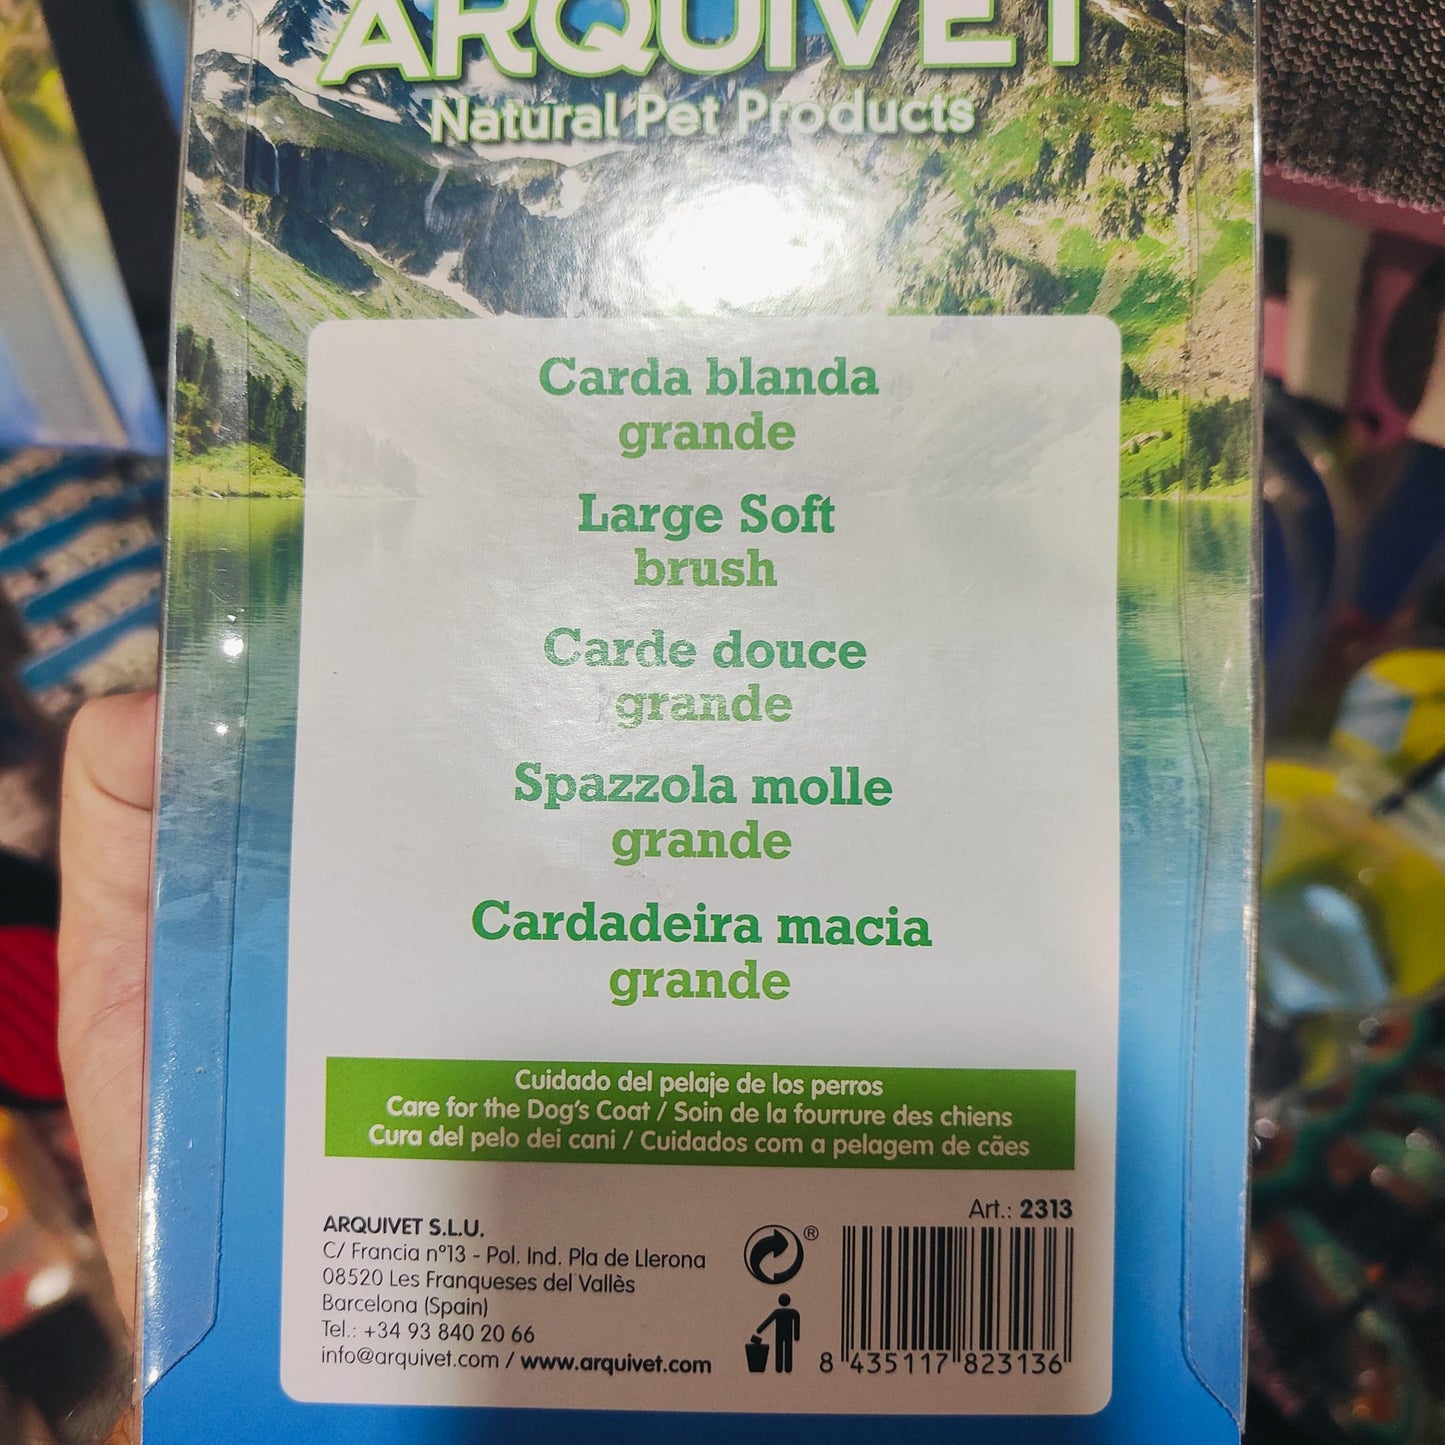 ARQUIVET
Natural Pet Products
Carda blanda
grande
Large Soft
brush
Carde douce
grande
Spazzola molle
grande
Cardadeira macia
grande
Cuidado del pelaje de los perros
Care for the Dog's Coat / Soin de la fourrure des chiens
Cura del pelo dei cani / Cuidados com a pelagem de cães
Art.: 2313
ARQUIVET S.L.U.
C/ Francia nº13 - Pol. Ind. Pla de Llerona
08520 Les Franqueses del Vallès
Barcelona (Spain)
Tel.: +34 93 840 20 66
info@arquivet.com / www.arquivet.com
®
8 435117 823136